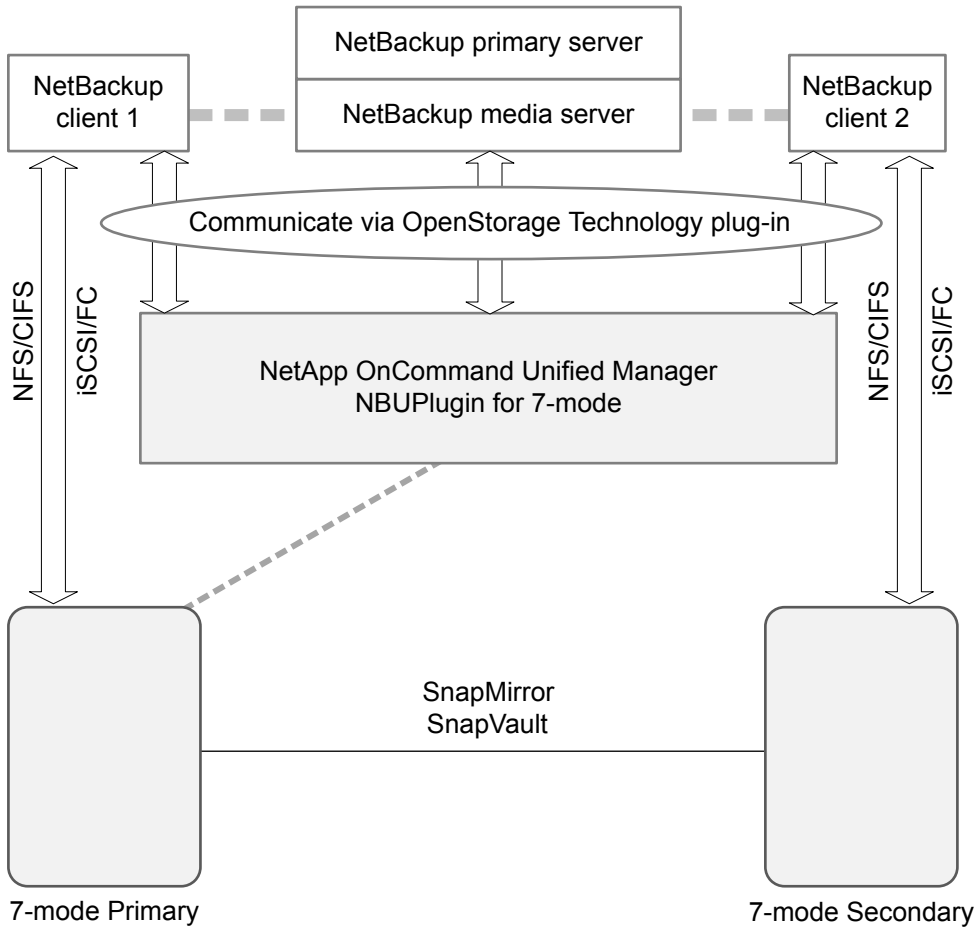 NetBackup primary server
NetBackup
client 1
NetBackup media server
NetBackup
client 2
Communicate via OpenStorage Technology plug-in
NFS/CIFS
iSCSI/FC
NetApp OnCommand Unified Manager
NBUPlugin for 7-mode
NFS/CIFS
iSCSI/FC
SnapMirror
SnapVault
7-mode Primary
7-mode Secondary